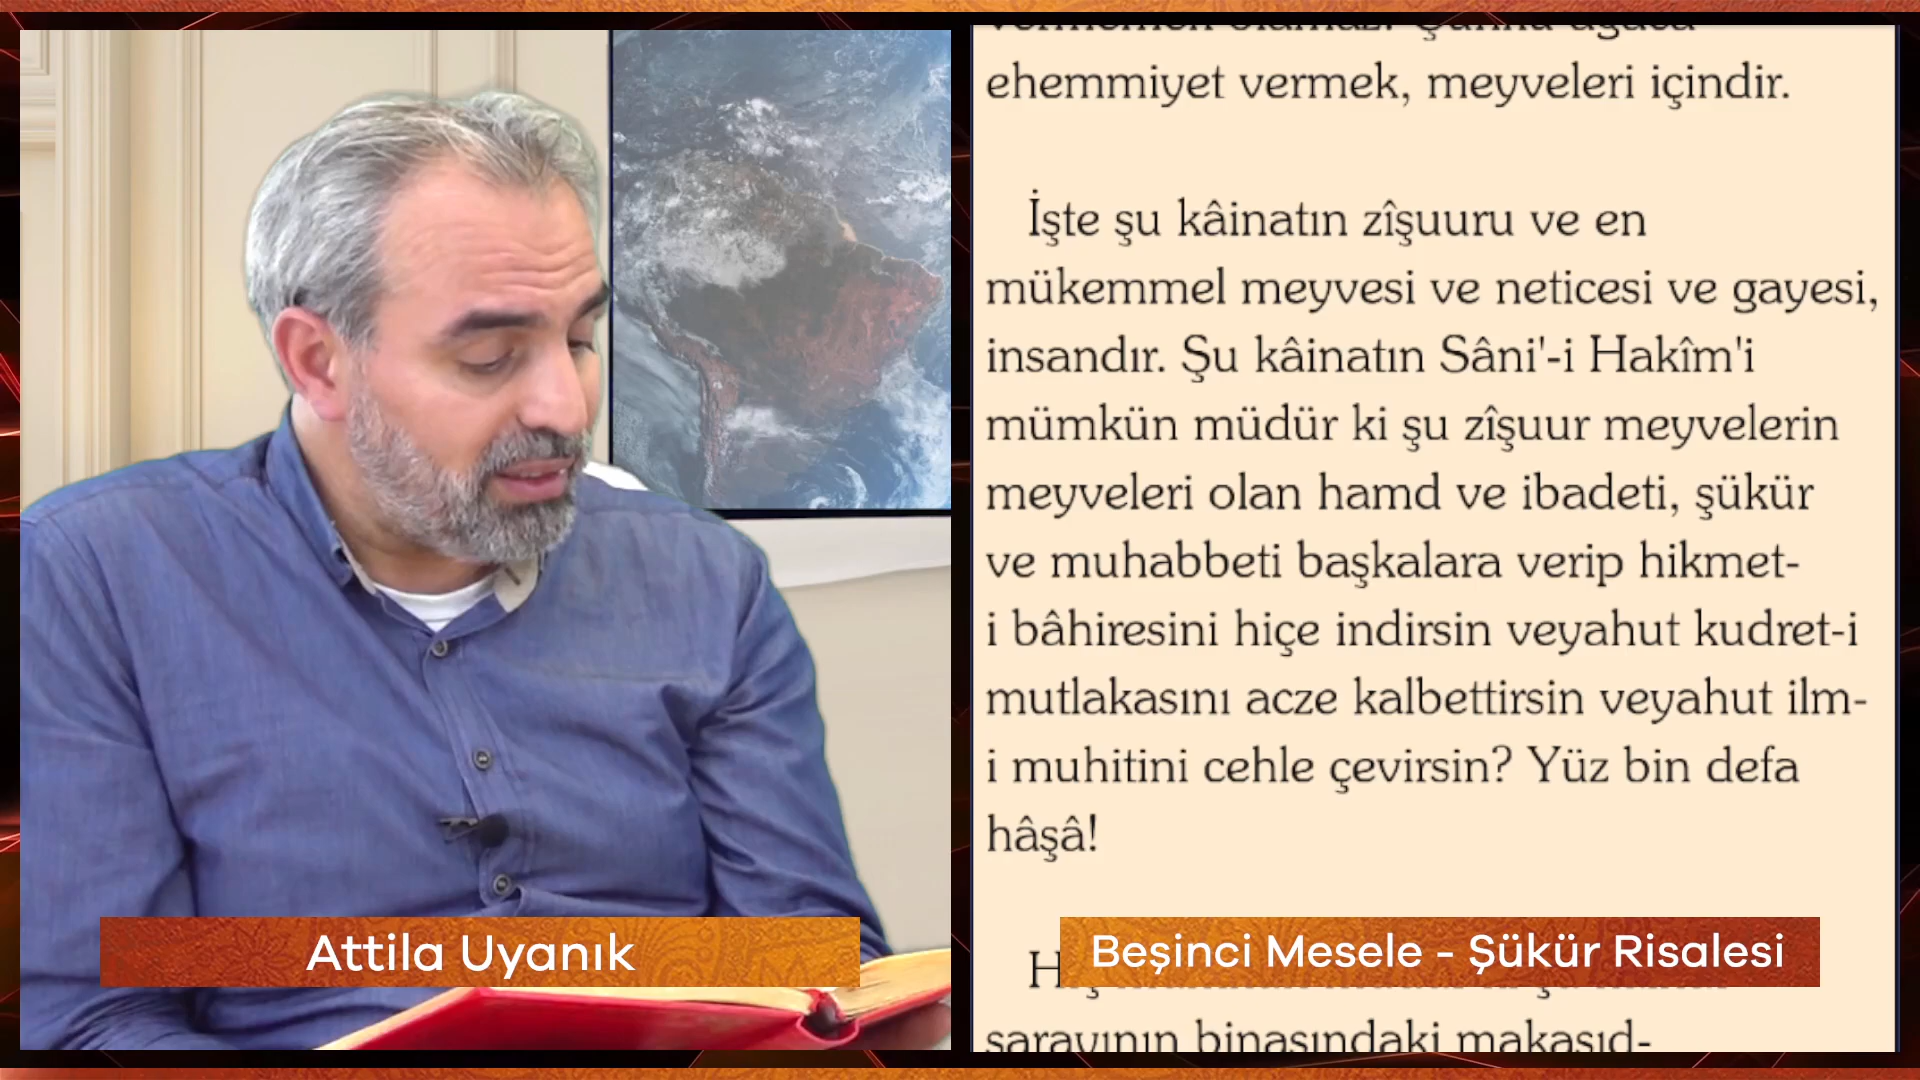 ehemmiyet vermek, meyveleri içindir.
İşte şu kâinatın zîşuuru ve en
mükemmel meyvesi ve neticesi ve gayesi,
insandır. Şu kâinatın Sâni'-i Hakîm'i
mümkün müdür ki şu zîşuur meyvelerin
meyveleri olan hamd ve ibadeti, şükür
ve muhabbeti başkalara verip hikmet-
i bâhiresini hiçe indirsin veyahut kudret-i
mutlakasını acze kalbettirsin veyahut ilm-
i muhitini cehle çevirsin? Yüz bin defa
hâşâ!
sarayının binasındaki makasıd-
Attila Uyanık
Beşinci Mesele - Şükür Risalesi